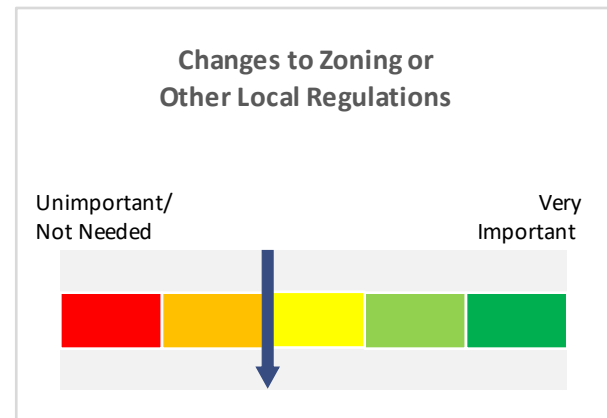 Changes to Zoning or
Other Local Regulations
Unimportant/
Not Needed
Very
Important